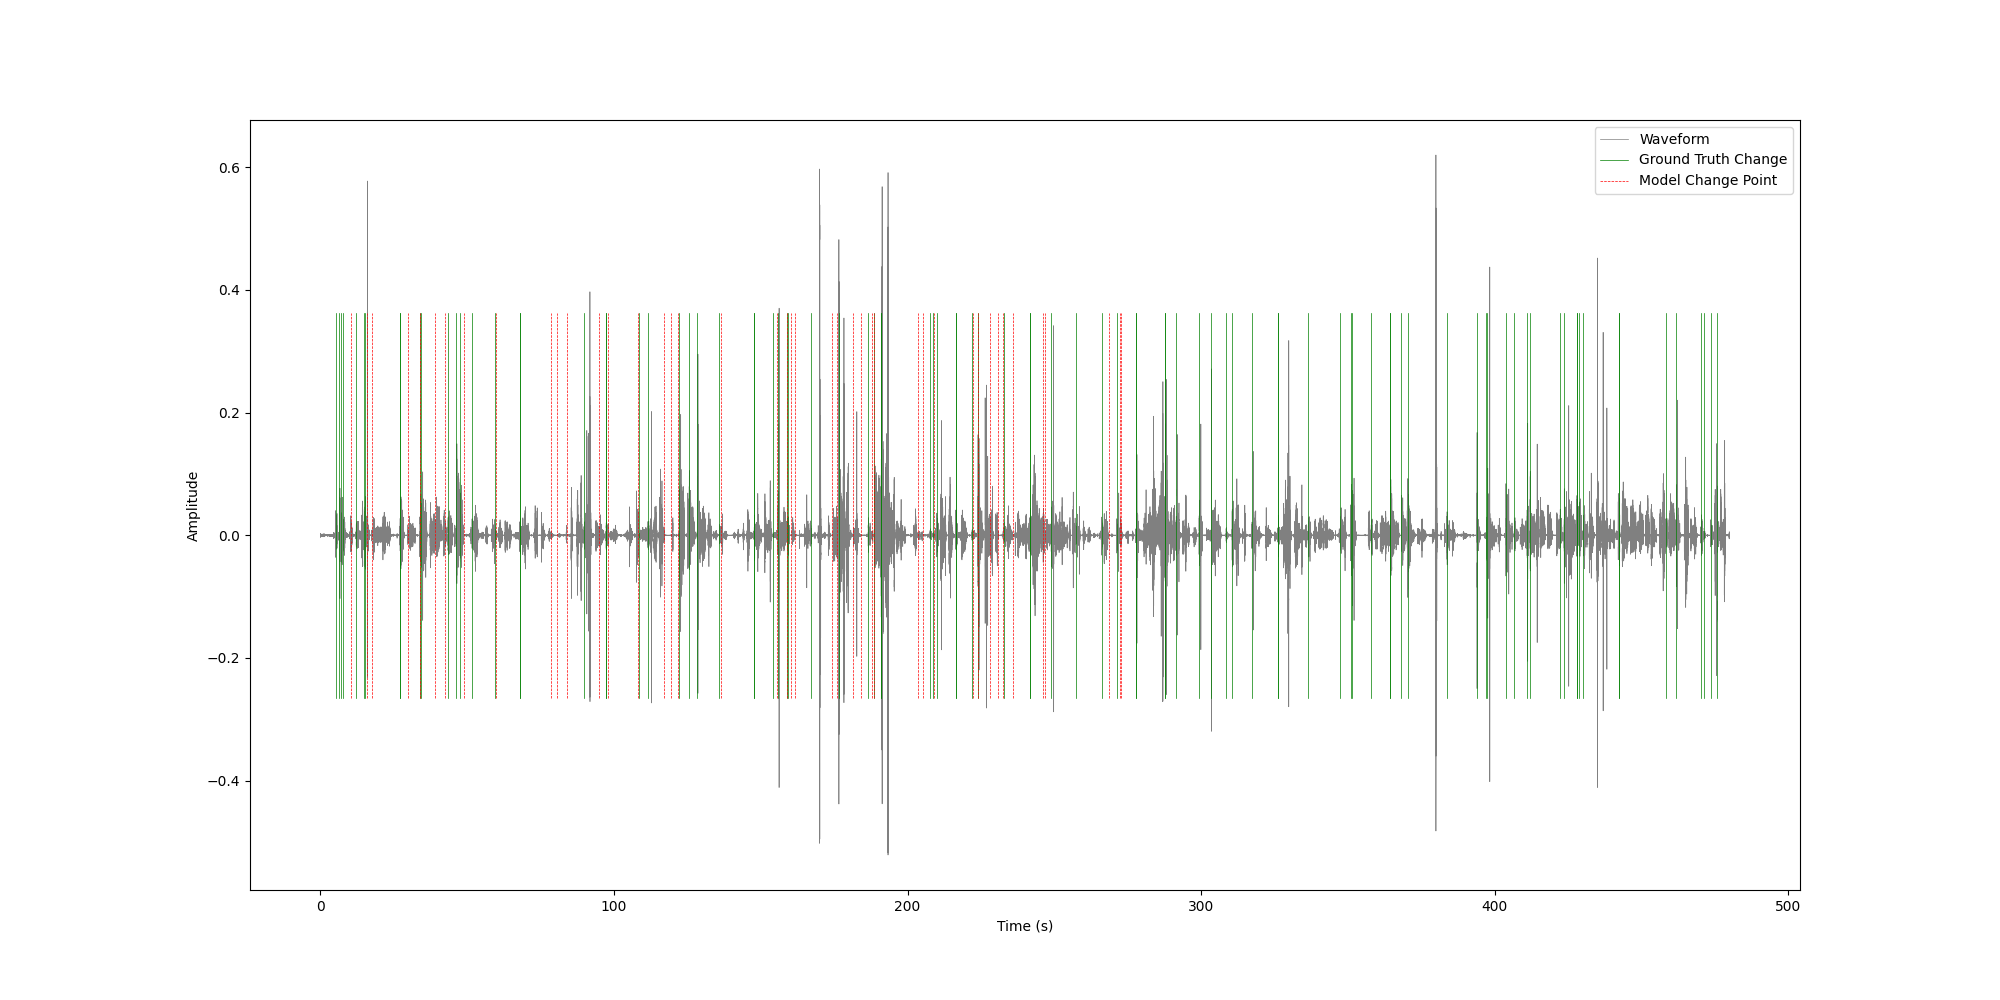 Waveform
Ground Truth Change
Model Change Point
0.6
0.4
0.2
0.0
−0.2
−0.4
Amplitude
0 100 200 300 400 500
Time (s)